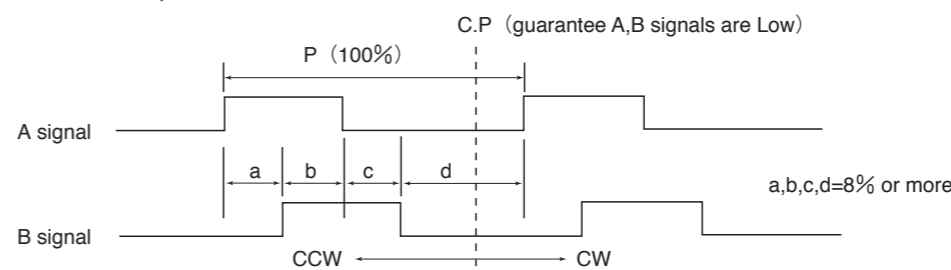 C.P (guarantee A,B signals are Low)
P (100%)
A signal
a b c d
a,b,c,d=8% or more
B signal
CCW CW